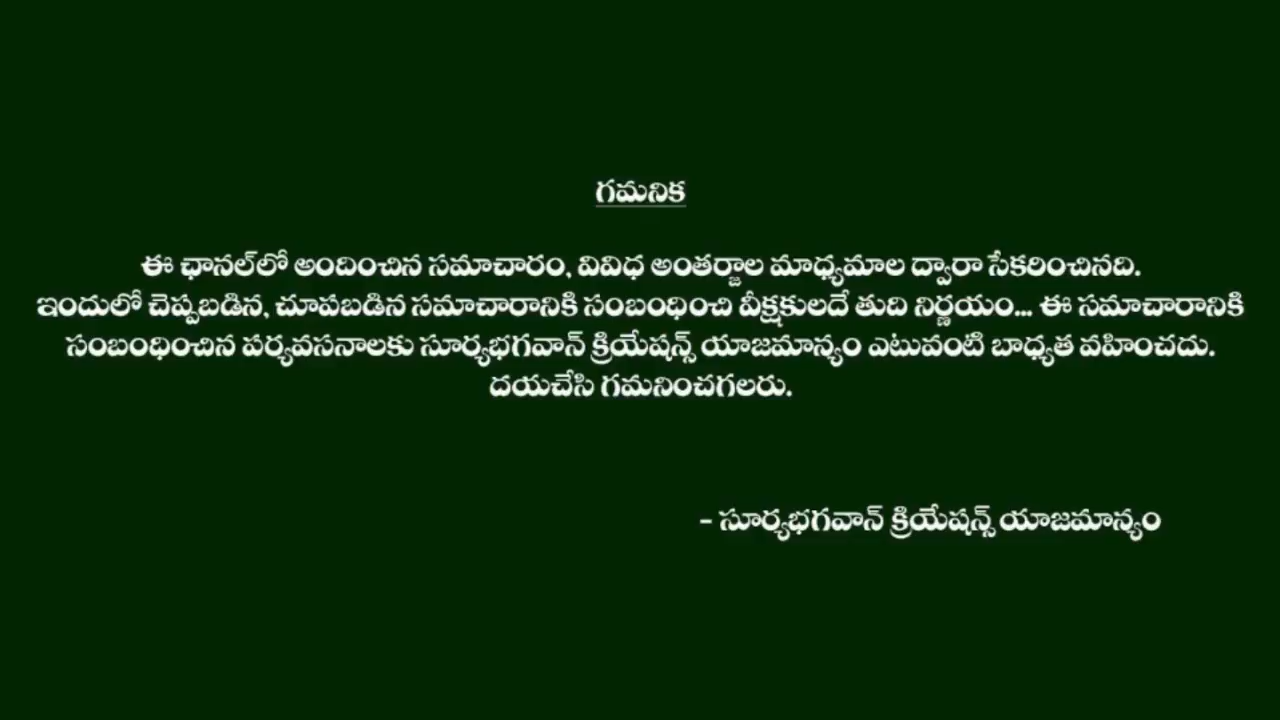 గమనిక
ఈ ఛానల్‌లో అందించిన సమాచారం, వివిధ అంతర్జాల మాధ్యమాల ద్వారా సేకరించినది.
ఇందులో చెప్పబడిన, చూపబడిన సమాచారానికి సంబంధించి వీక్షకులదే తుది నిర్ణయం... ఈ సమాచారానికి
సంబంధించిన పర్యవసనాలకు సూర్యభగవాన్ క్రియేషన్స్ యాజమాన్యం ఎటువంటి బాధ్యత వహించదు.
దయచేసి గమనించగలరు.
- సూర్యభగవాన్ క్రియేషన్స్ యాజమాన్యం